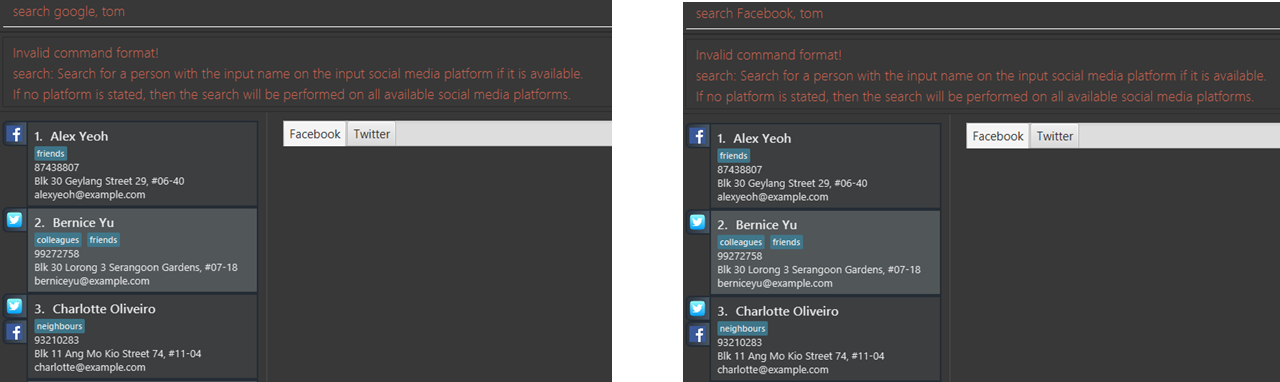 search google, tom
Invalid command format!
search: Search for a person with the input name on the input social media platform if it is available.
If no platform is stated, then the search will be performed on all available social media platforms.
Facebook
Twitter
1. Alex Yeoh
friends
87438807
Blk 30 Geylang Street 29, #06-40
alexyeoh@example.com
2. Bernice Yu
colleagues friends
99272758
Blk 30 Lorong 3 Serangoon Gardens, #07-18
berniceyu@example.com
3. Charlotte Oliveiro
neighbours
93210283
Blk 11 Ang Mo Kio Street 74, #11-04
charlotte@example.com
search Facebook, tom
Invalid command format!
search: Search for a person with the input name on the input social media platform if it is available.
If no platform is stated, then the search will be performed on all available social media platforms.
Facebook
Twitter
1. Alex Yeoh
friends
87438807
Blk 30 Geylang Street 29, #06-40
alexyeoh@example.com
2. Bernice Yu
colleagues friends
99272758
Blk 30 Lorong 3 Serangoon Gardens, #07-18
berniceyu@example.com
3. Charlotte Oliveiro
neighbours
93210283
Blk 11 Ang Mo Kio Street 74, #11-04
charlotte@example.com